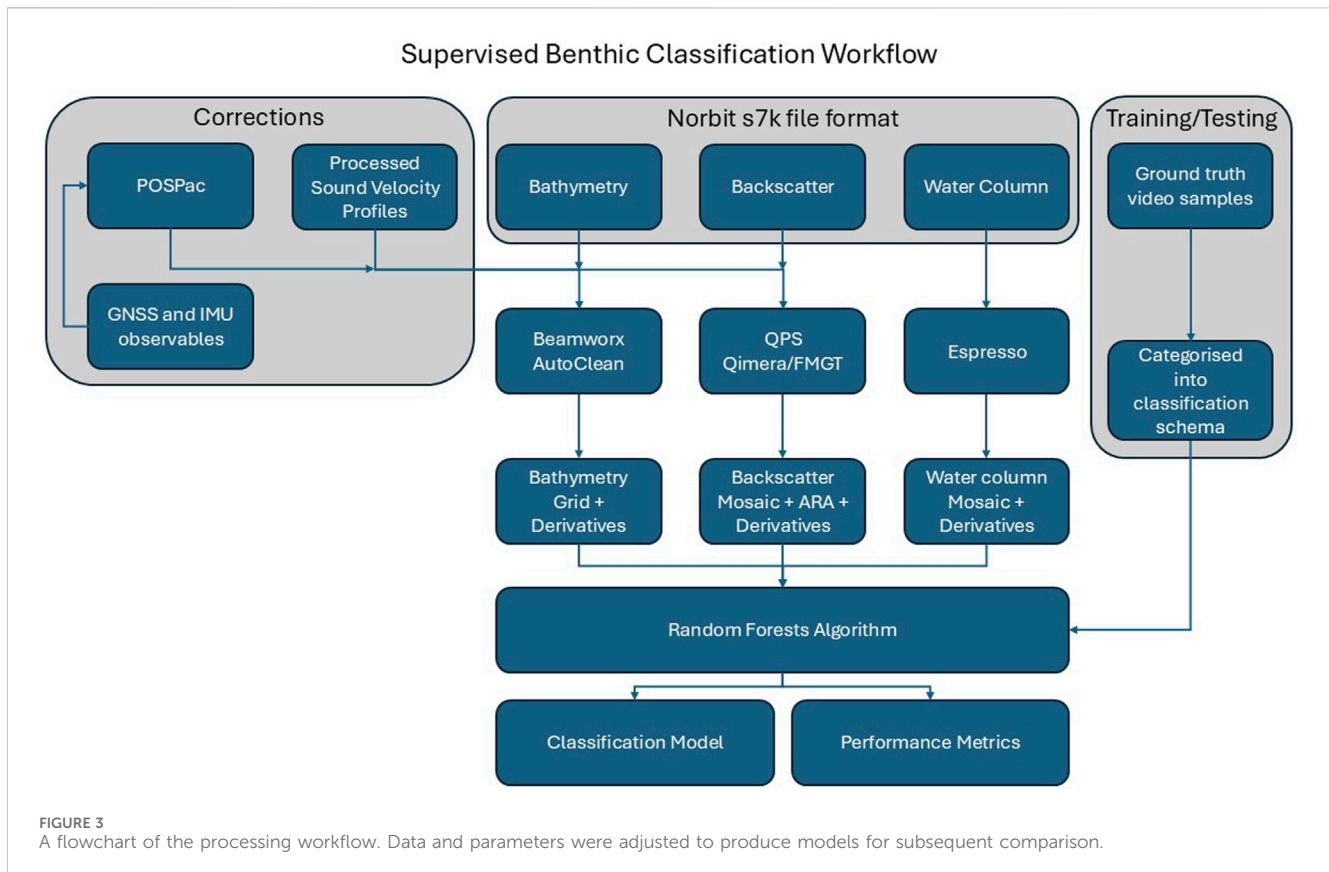 Supervised Benthic Classification Workflow
Corrections
POSPac
Processed
Sound Velocity
Profiles
GNSS and IMU
observables
Norbit s7k file format
Bathymetry
Backscatter
Water Column
Training/Testing
Ground truth
video samples
Categorised
into
classification
schema
Beamworx
AutoClean
QPS
Qimera/FMGT
Espresso
Bathymetry
Grid +
Derivatives
Backscatter
Mosaic + ARA +
Derivatives
Water column
Mosaic +
Derivatives
Random Forests Algorithm
Classification Model
Performance Metrics
FIGURE 3
A flowchart of the processing workflow. Data and parameters were adjusted to produce models for subsequent comparison.